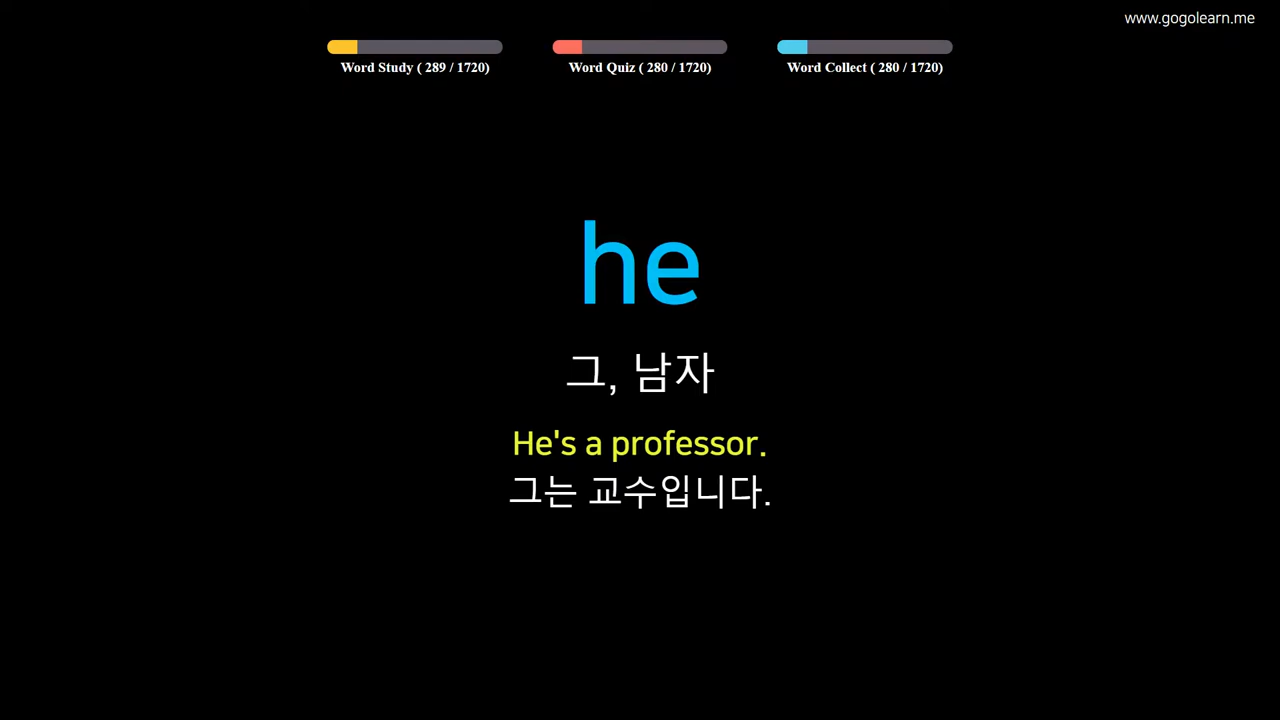 www.gogolearn.me
Word Study ( 289 / 1720)
Word Quiz ( 280 / 1720)
Word Collect ( 280 / 1720)
he
그, 남자
He's a professor.
그는 교수입니다.